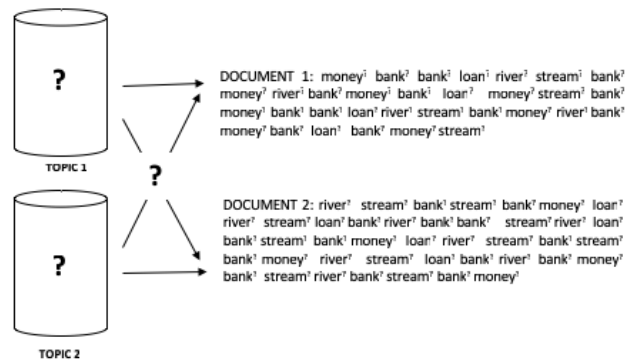 ?
TOPIC 1
DOCUMENT 1: money? bank? bank? loan? river? stream? bank?
money? river? bank? money? bank? loan? money? stream? bank?
money? bank? bank? loan? river? stream? bank? money? river? bank?
money? bank? loan? bank? money? stream?
?
?
TOPIC 2
DOCUMENT 2: river? stream? bank? stream? bank? money? loan?
river? stream? loan? bank? river? bank? bank? stream? river? loan?
bank? stream? bank? money? loan? river? stream? bank? stream?
bank? money? river? stream? loan? bank? river? bank? money?
bank? stream? river? bank? stream? bank? money?